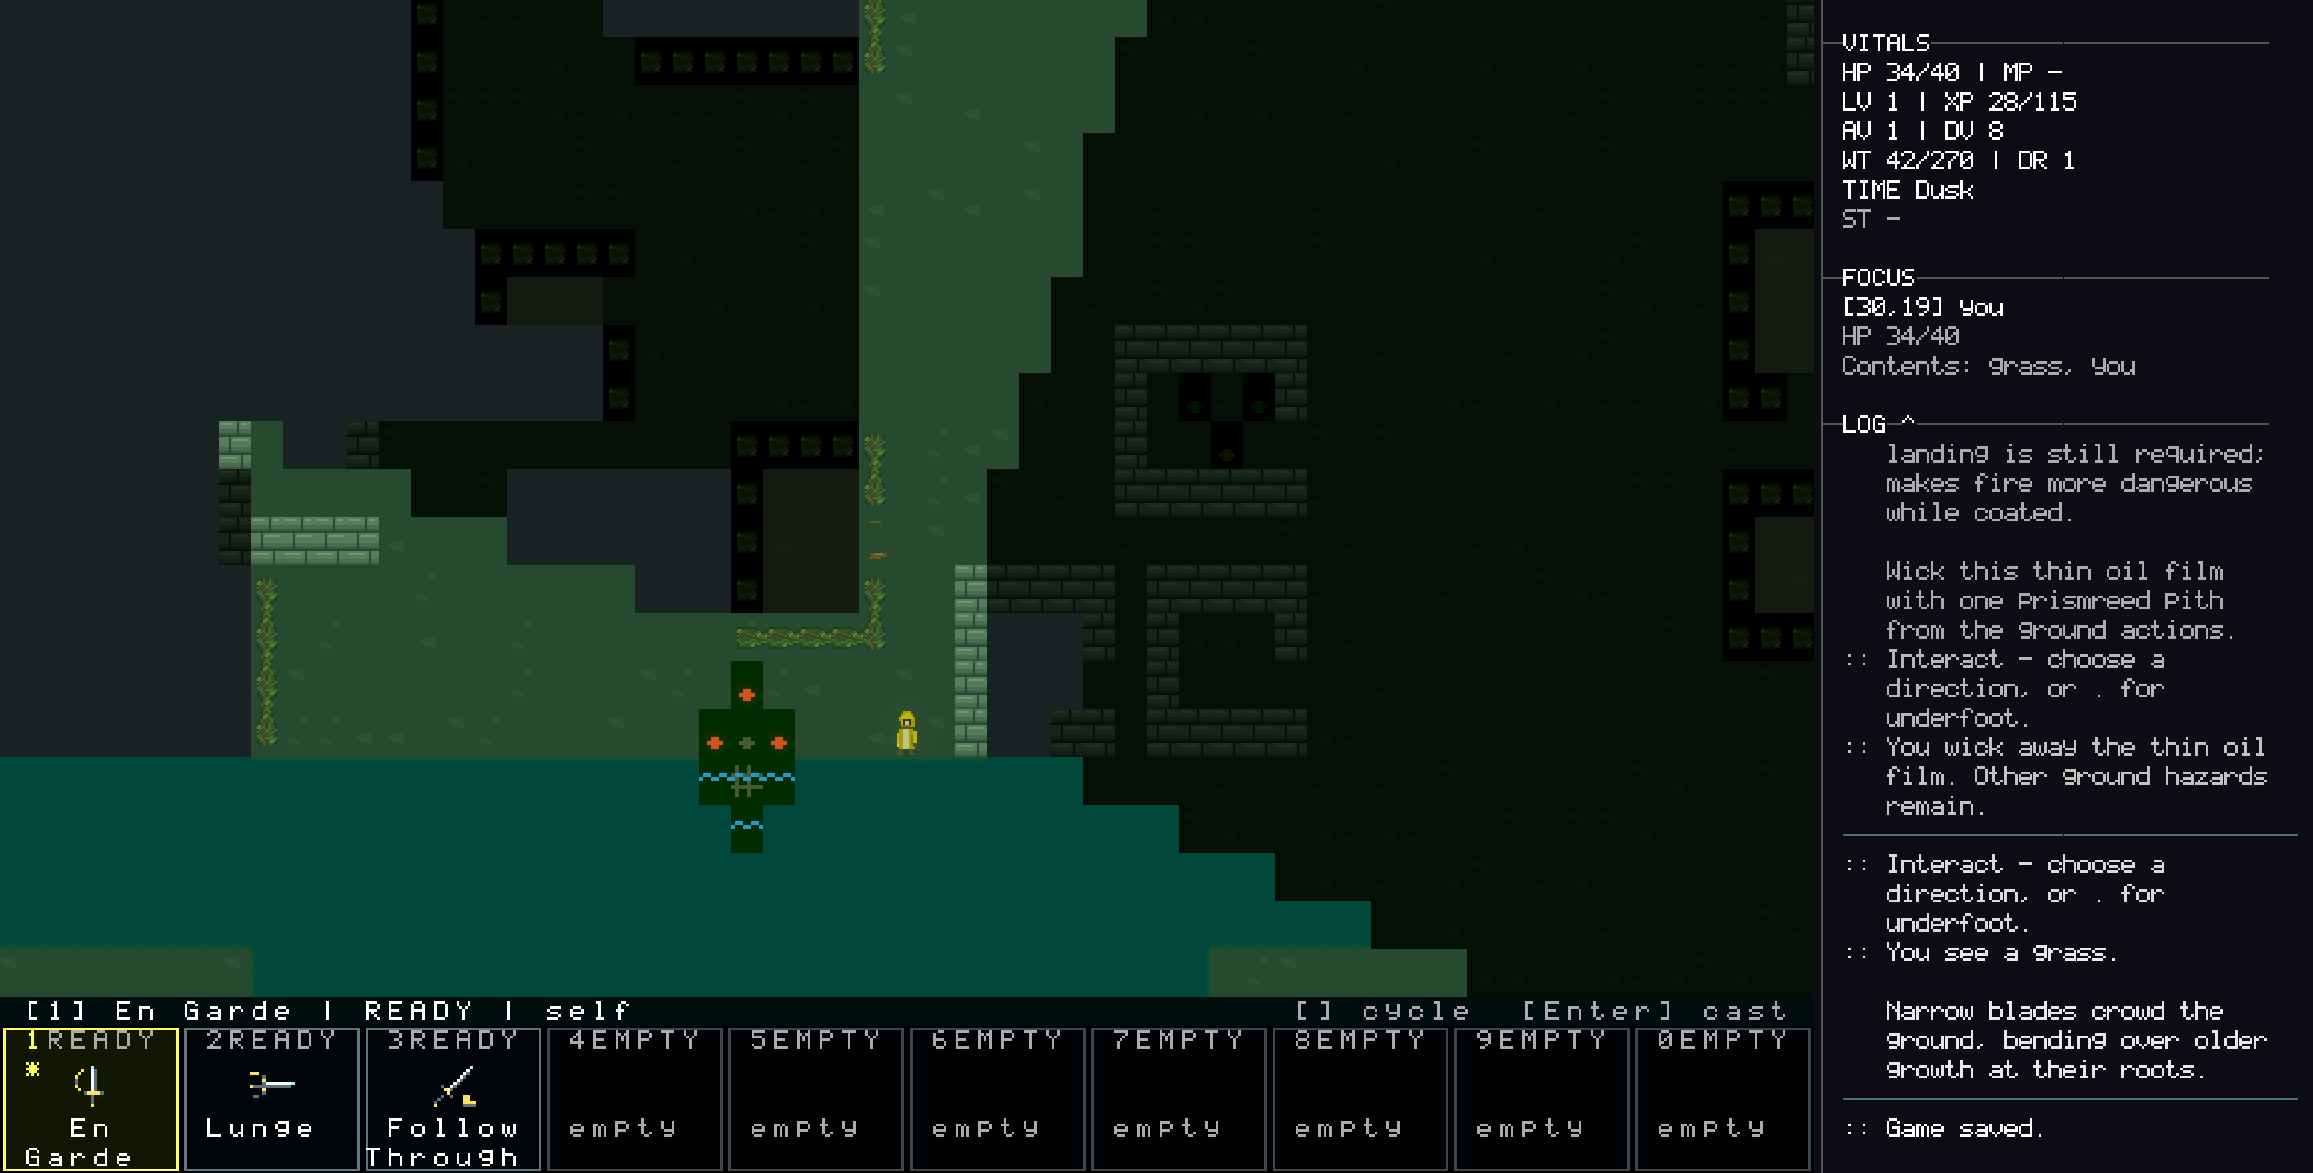 VITALS
HP 34/40 | MP -
LV 1 | XP 28/115
AV 1 | DV 8
WT 42/270 | DR 1
TIME Dusk
ST -
FOCUS
[30,19] You
HP 34/40
Contents: grass, You
LOG ^
landing is still required;
makes fire more dangerous
while coated.
Wick this thin oil film
with one Prismreed Pith
from the ground actions.
:: Interact - choose a
direction, or . for
underfoot.
:: You wick away the thin oil
film. Other ground hazards
remain.
:: Interact - choose a
direction, or . for
underfoot.
:: You see a grass.
Narrow blades crowd the
ground, bending over older
growth at their roots.
:: Game saved.
[1] En Garde | READY | self
[] cycle [Enter] cast
1READY 2READY 3READY 4EMPTY 5EMPTY 6EMPTY 7EMPTY 8EMPTY 9EMPTY 0EMPTY
En Lunge Follow empty empty empty empty empty empty empty
Garde Through